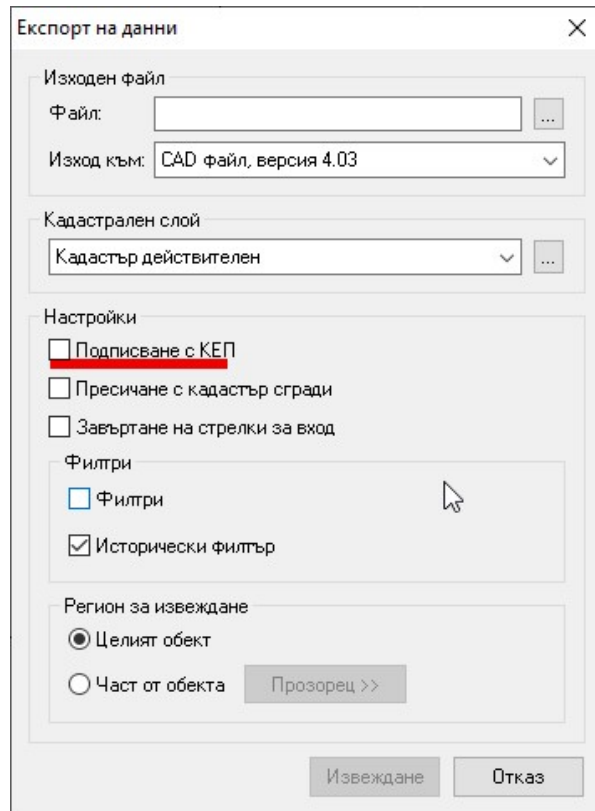 Експорт на данни
Изходен файл
Файл:
...
Изход към: CAD файл, версия 4.03
Кадастрален слой
Кадастър действителен
...
Настройки
Подписване с КЕП
Пресичане с кадастър сгради
Завъртане на стрелки за вход
Филтри
Филтри
Исторически филтър
Регион за извеждане
Целият обект
Част от обекта Прозорец >>
Извеждане Отказ